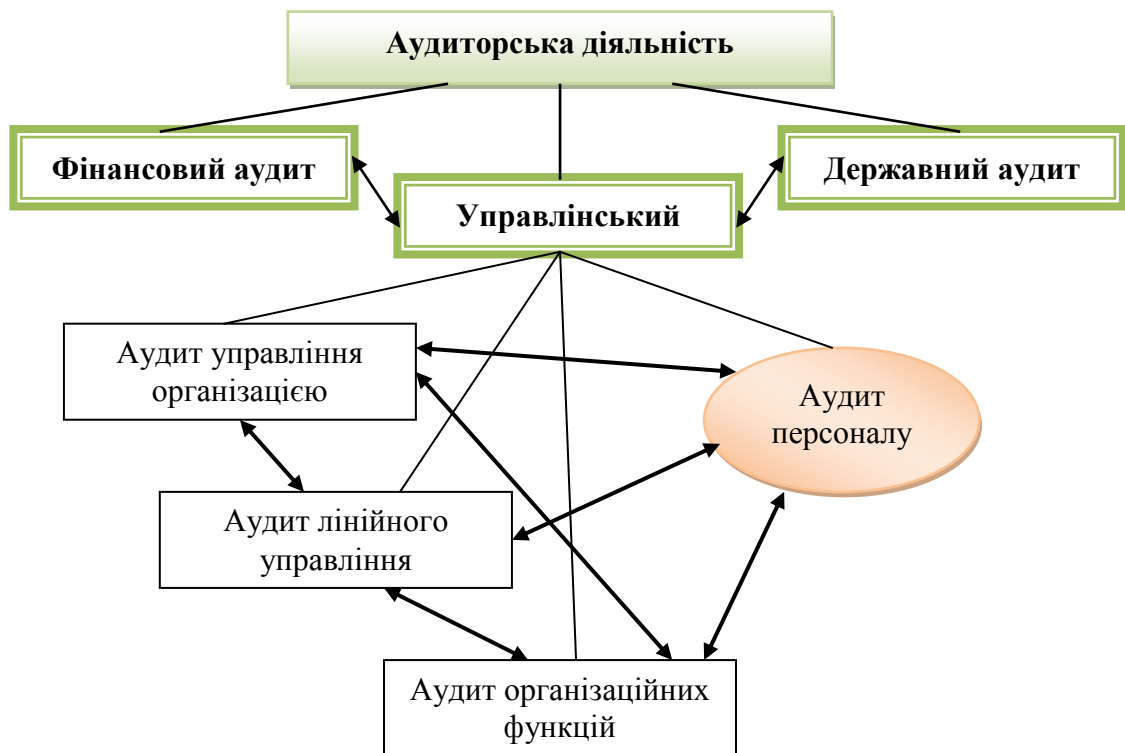 Аудиторська діяльність
Фінансовий аудит
Державний аудит
Управлінський
Аудит управління
організацією
Аудит
персоналу
Аудит лінійного
управління
Аудит організаційних
функцій